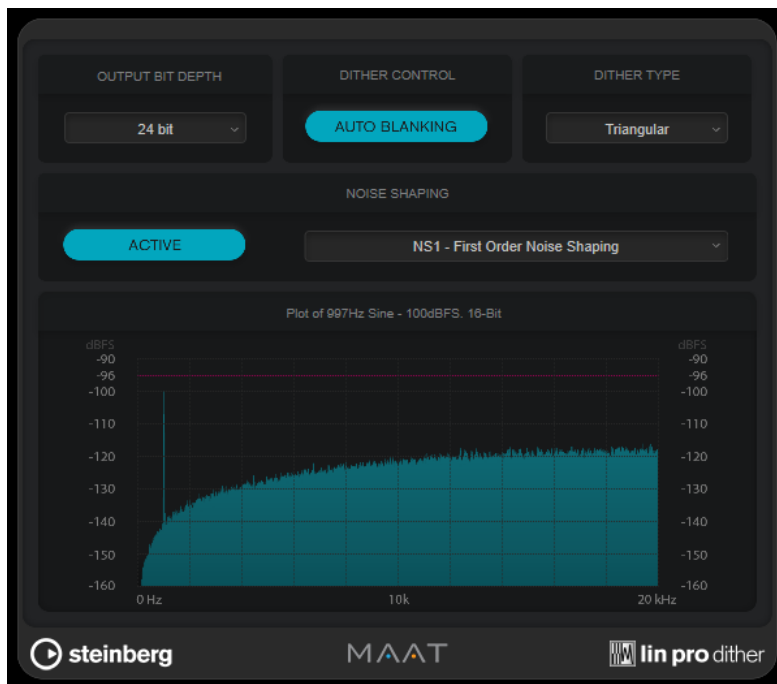 OUTPUT BIT DEPTH
DITHER CONTROL
DITHER TYPE
24 bit
AUTO BLANKING
Triangular
NOISE SHAPING
ACTIVE
NS1 - First Order Noise Shaping
Plot of 997Hz Sine - 100dBFS. 16-Bit
dBFS dBFS
-90 -90
-96 -96
-100 -100
-110 -110
-120 -120
-130 -130
-140 -140
-150 -150
-160 -160
0 Hz 10k 20 kHz
steinberg
MAAT
lin pro dither